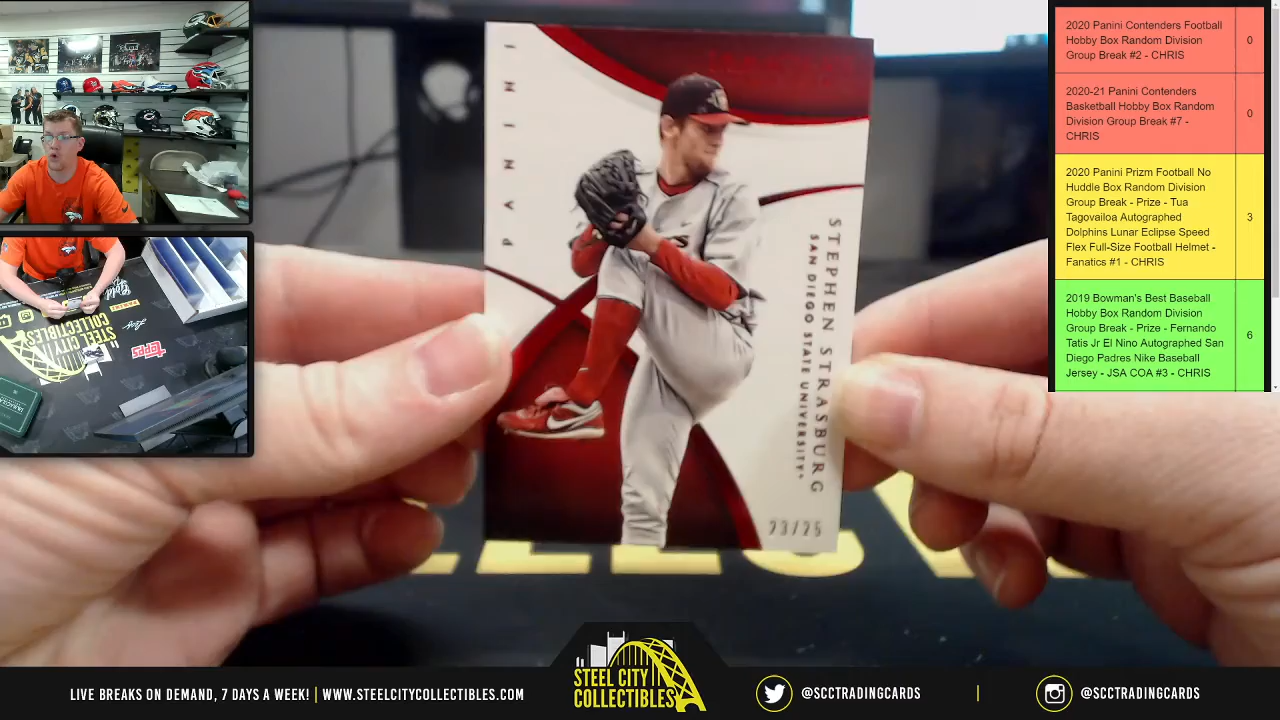 PANINI
STEPHEN STRASBURG
SAN DIEGO STATE UNIVERSITY
23/25
2020 Panini Contenders Football
Hobby Box Random Division
Group Break #2 - CHRIS
0
2020-21 Panini Contenders
Basketball Hobby Box Random
Division Group Break #7 -
CHRIS
0
2020 Panini Prizm Football No
Huddle Box Random Division
Group Break - Prize - Tua
Tagovailoa Autographed
Dolphins Lunar Eclipse Speed
Flex Full-Size Football Helmet -
Fanatics #1 - CHRIS
3
2019 Bowman's Best Baseball
Hobby Box Random Division
Group Break - Prize - Fernando
Tatis Jr El Nino Autographed San
Diego Padres Nike Baseball
Jersey - JSA COA #3 - CHRIS
6
STEEL CITY
COLLECTIBLES
topps
STEEL CITY
COLLECTIBLES
LIVE BREAKS ON DEMAND, 7 DAYS A WEEK! | WWW.STEELCITYCOLLECTIBLES.COM
@SCCTRADINGCARDS
@SCCTRADINGCARDS